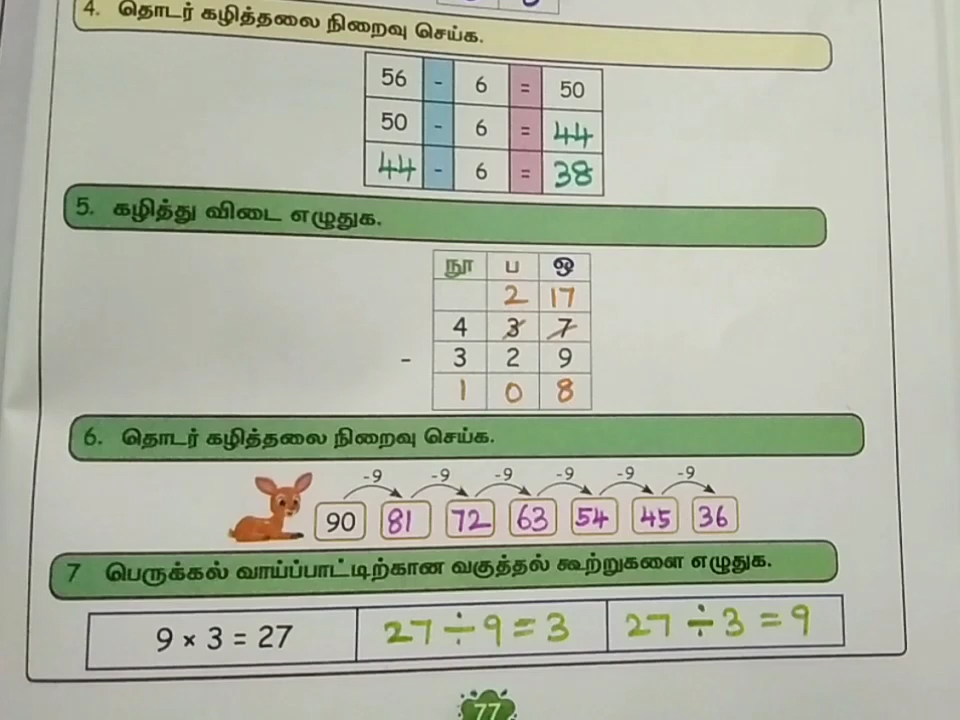 4. தொடர் கழித்தலை நிறைவு செய்க.
56 - 6 = 50
50 - 6 = 44
44 - 6 = 38
5. கழித்து விடை எழுதுக.
நூ ப ஒ
2 17
4 3 7
- 3 2 9
1 0 8
6. தொடர் கழித்தலை நிறைவு செய்க.
-9 -9 -9 -9 -9 -9
90 81 72 63 54 45 36
7 பெருக்கல் வாய்ப்பாட்டிற்கான வகுத்தல் கூற்றுகளை எழுதுக.
9 × 3 = 27 27 ÷ 9 = 3 27 ÷ 3 = 9
77